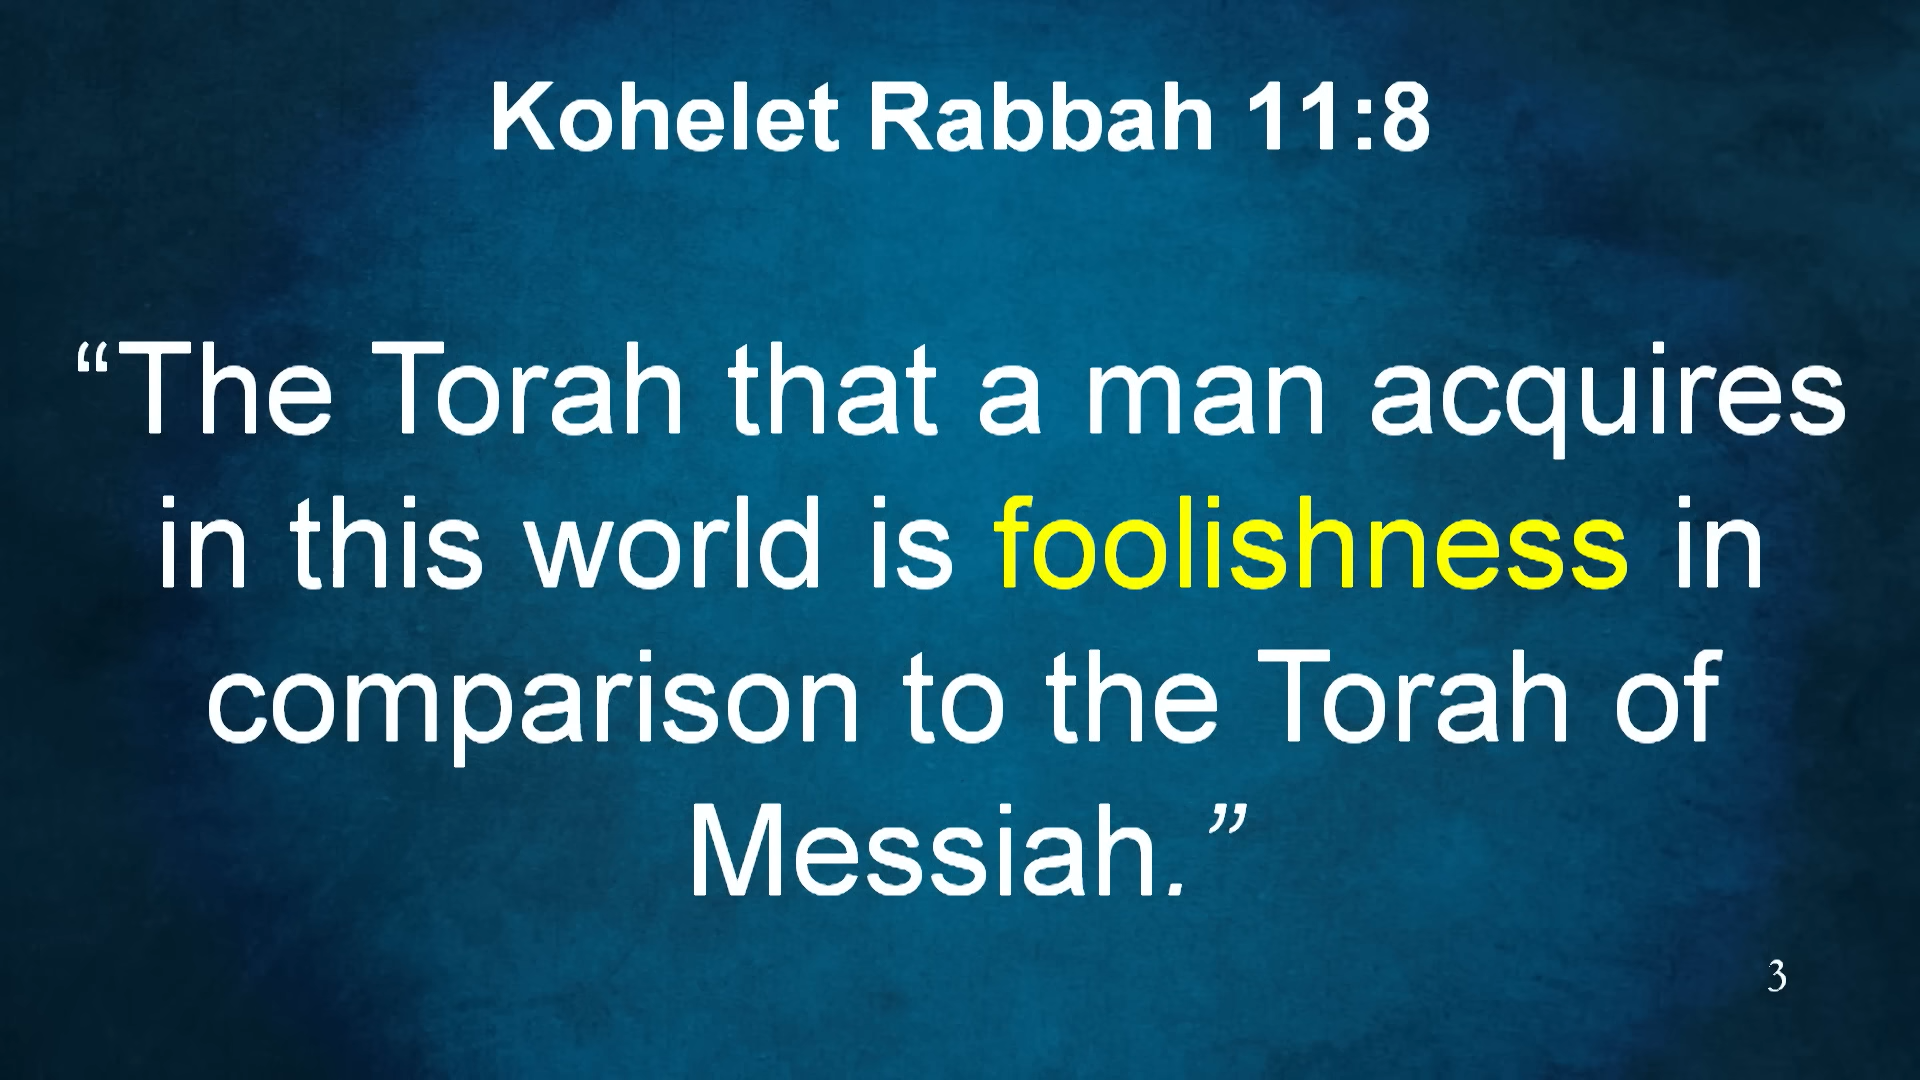 Kohelet Rabbah 11:8
“The Torah that a man acquires
in this world is foolishness in
comparison to the Torah of
Messiah.”
3